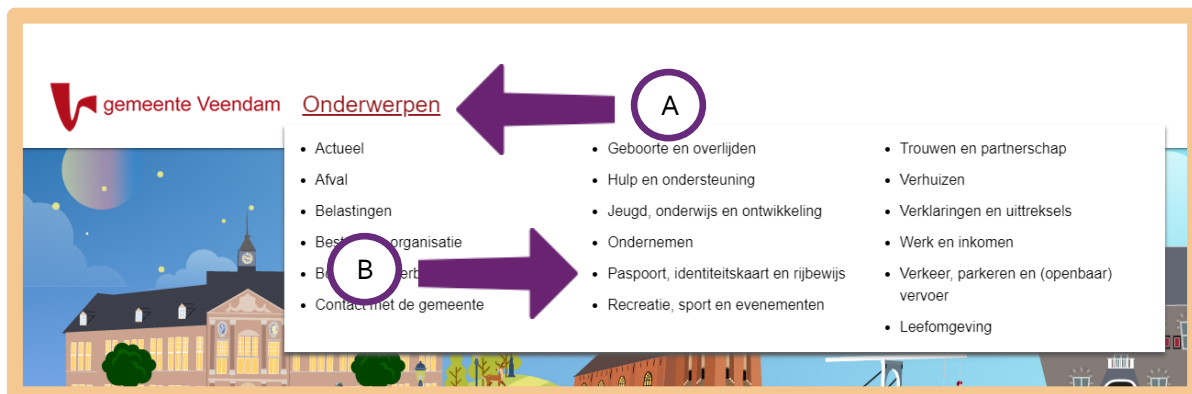 gemeente Veendam
Onderwerpen
A
Actueel
Afval
Belastingen
organisatie
B
Contact met de gemeente
Geboorte en overlijden
Hulp en ondersteuning
Jeugd, onderwijs en ontwikkeling
Ondernemen
Paspoort, identiteitskaart en rijbewijs
Recreatie, sport en evenementen
Trouwen en partnerschap
Verhuizen
Verklaringen en uittreksels
Werk en inkomen
Verkeer, parkeren en (openbaar)
vervoer
Leefomgeving